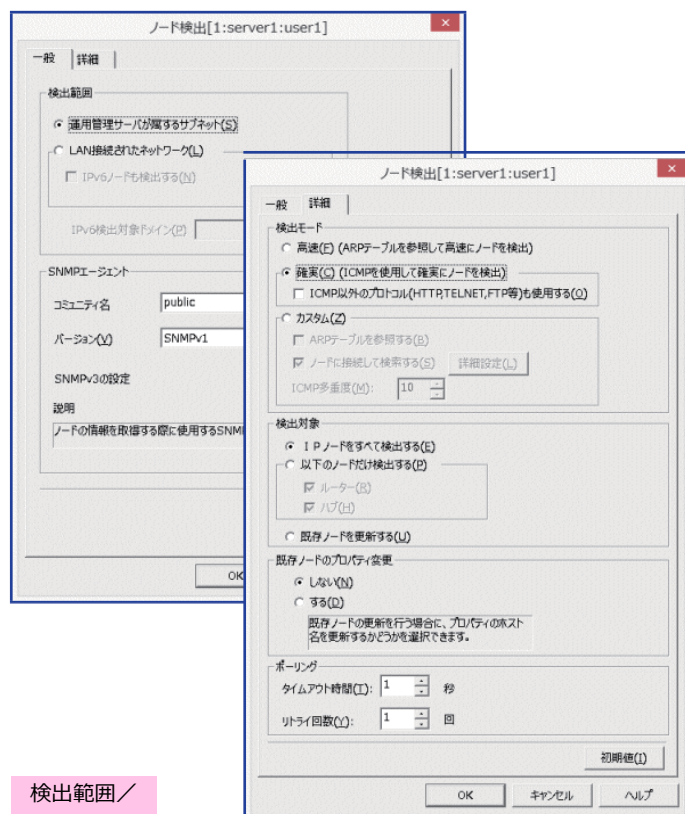 ノード検出[1:server1:user1]
一般 詳細
検出範囲
運用管理サーバが属するサブネット(S)
LAN接続されたネットワーク(L)
IPv6ノードも検出する(N)
IPv6検出対象ドメイン(P)
SNMPエージェント
コミュニティ名 public
バージョン(V) SNMPv1
SNMPv3の設定
説明
ノードの情報を取得する際に使用するSNM
OK
ノード検出[1:server1:user1]
一般 詳細
検出モード
高速(F) (ARPテーブルを参照して高速にノードを検出)
確実(C) (ICMPを使用して確実にノードを検出)
ICMP以外のプロトコル(HTTP,TELNET,FTP等)も使用する(O)
カスタム(Z)
ARPテーブルを参照する(B)
ノードに接続して検索する(S) 詳細設定(L)
ICMP多重度(M): 10
検出対象
IPノードをすべて検出する(E)
以下のノードだけ検出する(P)
ルーター(R)
ハブ(H)
既存ノードを更新する(U)
既存ノードのプロパティ変更
しない(N)
する(D)
既存ノードの更新を行う場合に、プロパティのホスト
名を更新するかどうかを選択できます。
ポーリング
タイムアウト時間(T): 1 秒
リトライ回数(Y): 1 回
初期値(I)
OK キャンセル ヘルプ
検出範囲／